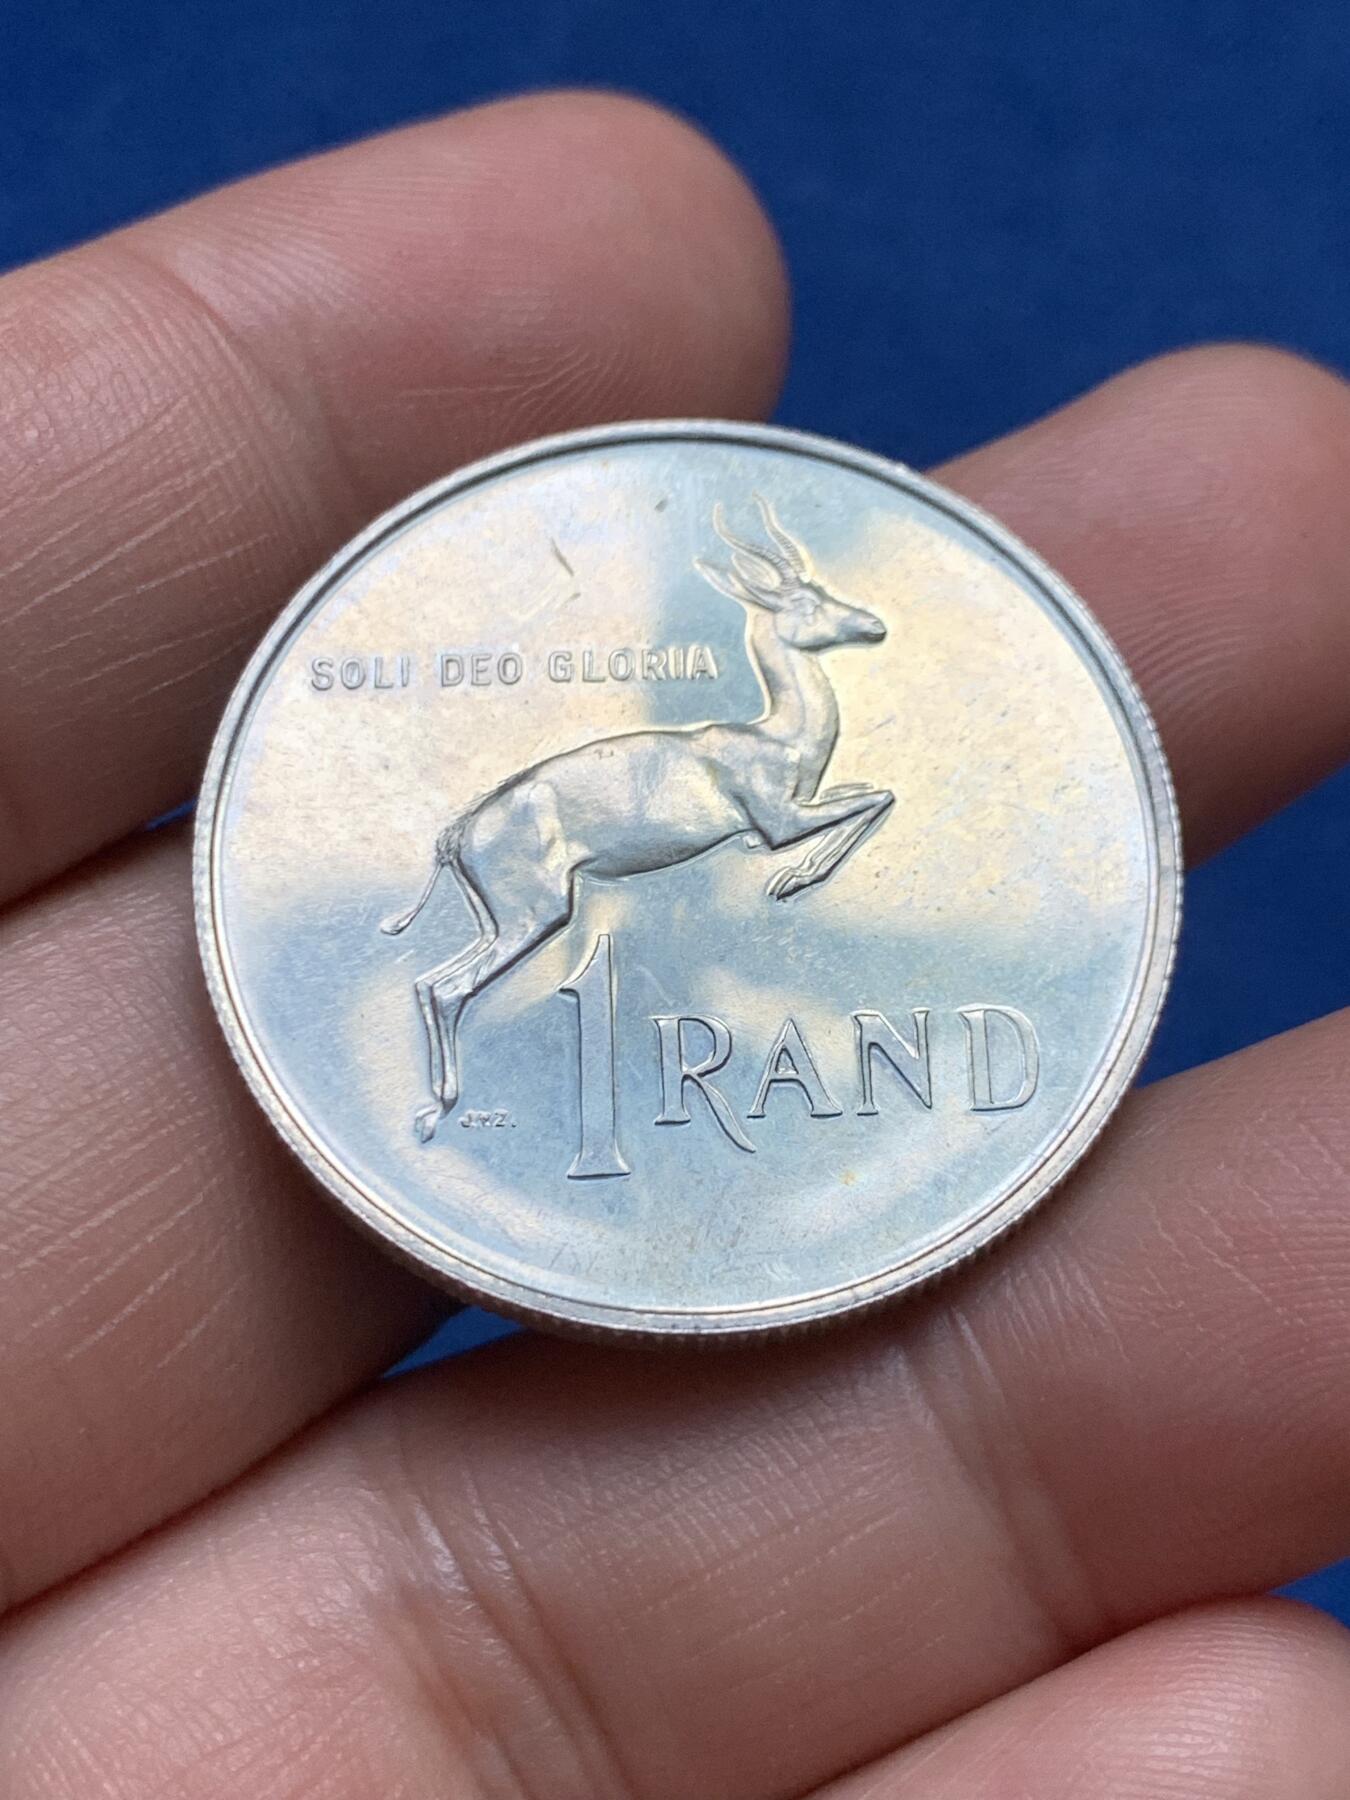 SOLI DEO GLORIA
1 RAND
J.H.Z.